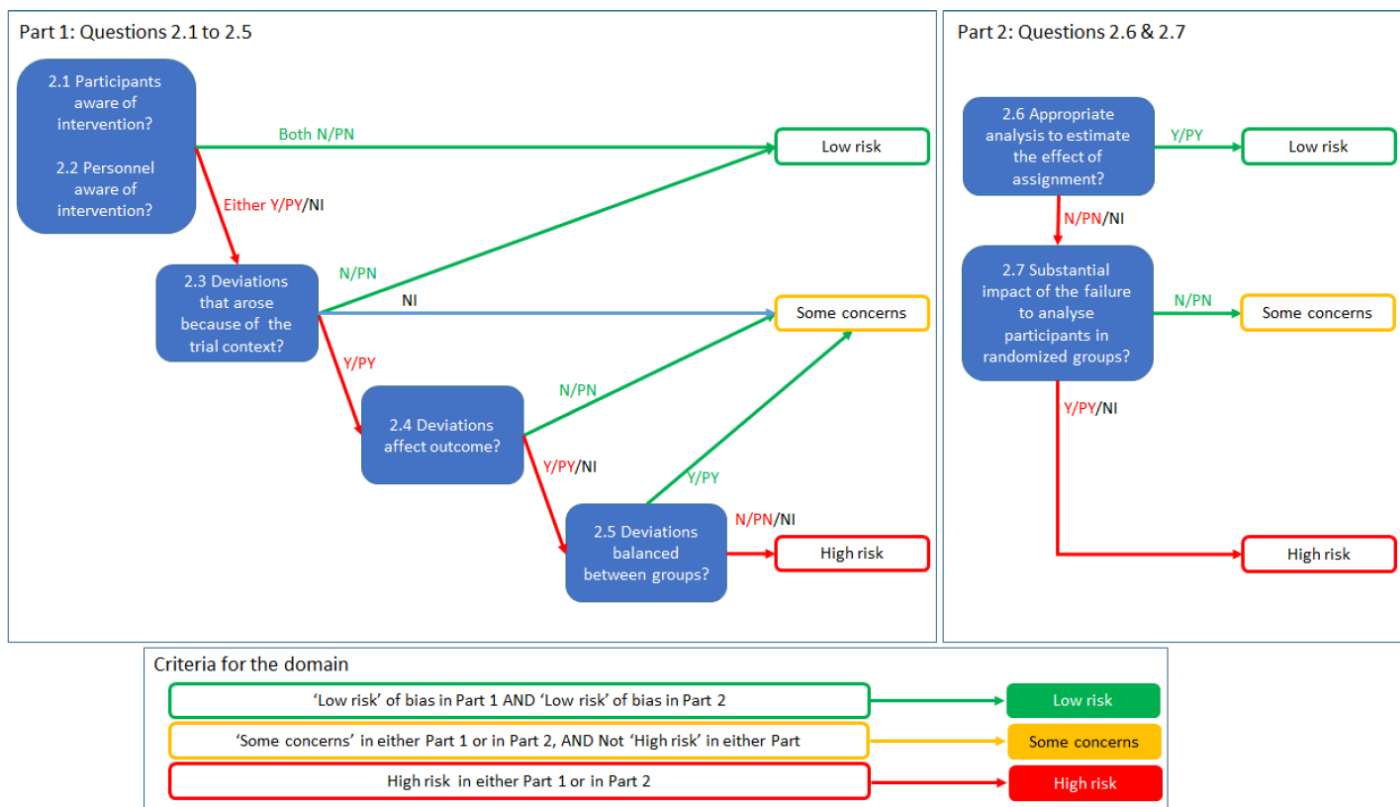 Part 1: Questions 2.1 to 2.5
2.1 Participants
aware of
intervention?
2.2 Personnel
aware of
intervention?
Both N/PN
Low risk
Either Y/PY/NI
2.3 Deviations
that arose
because of the
trial context?
N/PN
NI
Some concerns
Y/PY
2.4 Deviations
affect outcome?
N/PN
Y/PY/NI
Y/PY
2.5 Deviations
balanced
between groups?
N/PN/NI
High risk
Part 2: Questions 2.6 & 2.7
2.6 Appropriate
analysis to estimate
the effect of
assignment?
Y/PY
Low risk
N/PN/NI
2.7 Substantial
impact of the failure
to analyse
participants in
randomized groups?
N/PN
Some concerns
Y/PY/NI
High risk
Criteria for the domain
‘Low risk’ of bias in Part 1 AND ‘Low risk’ of bias in Part 2
Low risk
‘Some concerns’ in either Part 1 or in Part 2, AND Not ‘High risk’ in either Part
Some concerns
High risk in either Part 1 or in Part 2
High risk